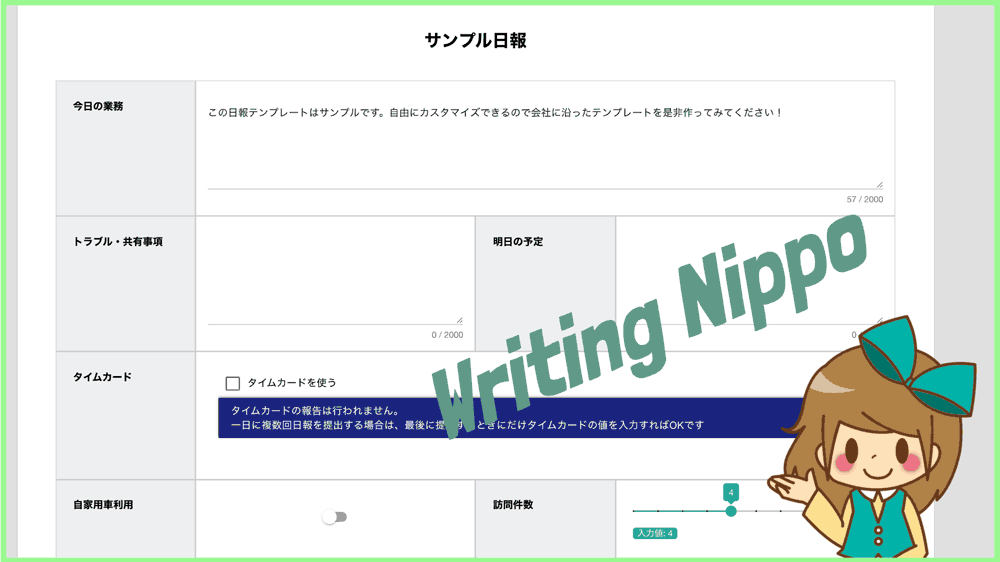 サンプル日報
今日の業務
この日報テンプレートはサンプルです。自由にカスタマイズできるので会社に沿ったテンプレートを是非作ってみてください！
57 / 2000
トラブル・共有事項
0 / 2000
明日の予定
0
Writing Nippo
タイムカード
タイムカードを使う
タイムカードの報告は行われません。
一日に複数回日報を提出する場合は、最後に提 ときにだけタイムカードの値を入力すればOKです
自家用車利用
訪問件数
4
入力値: 4